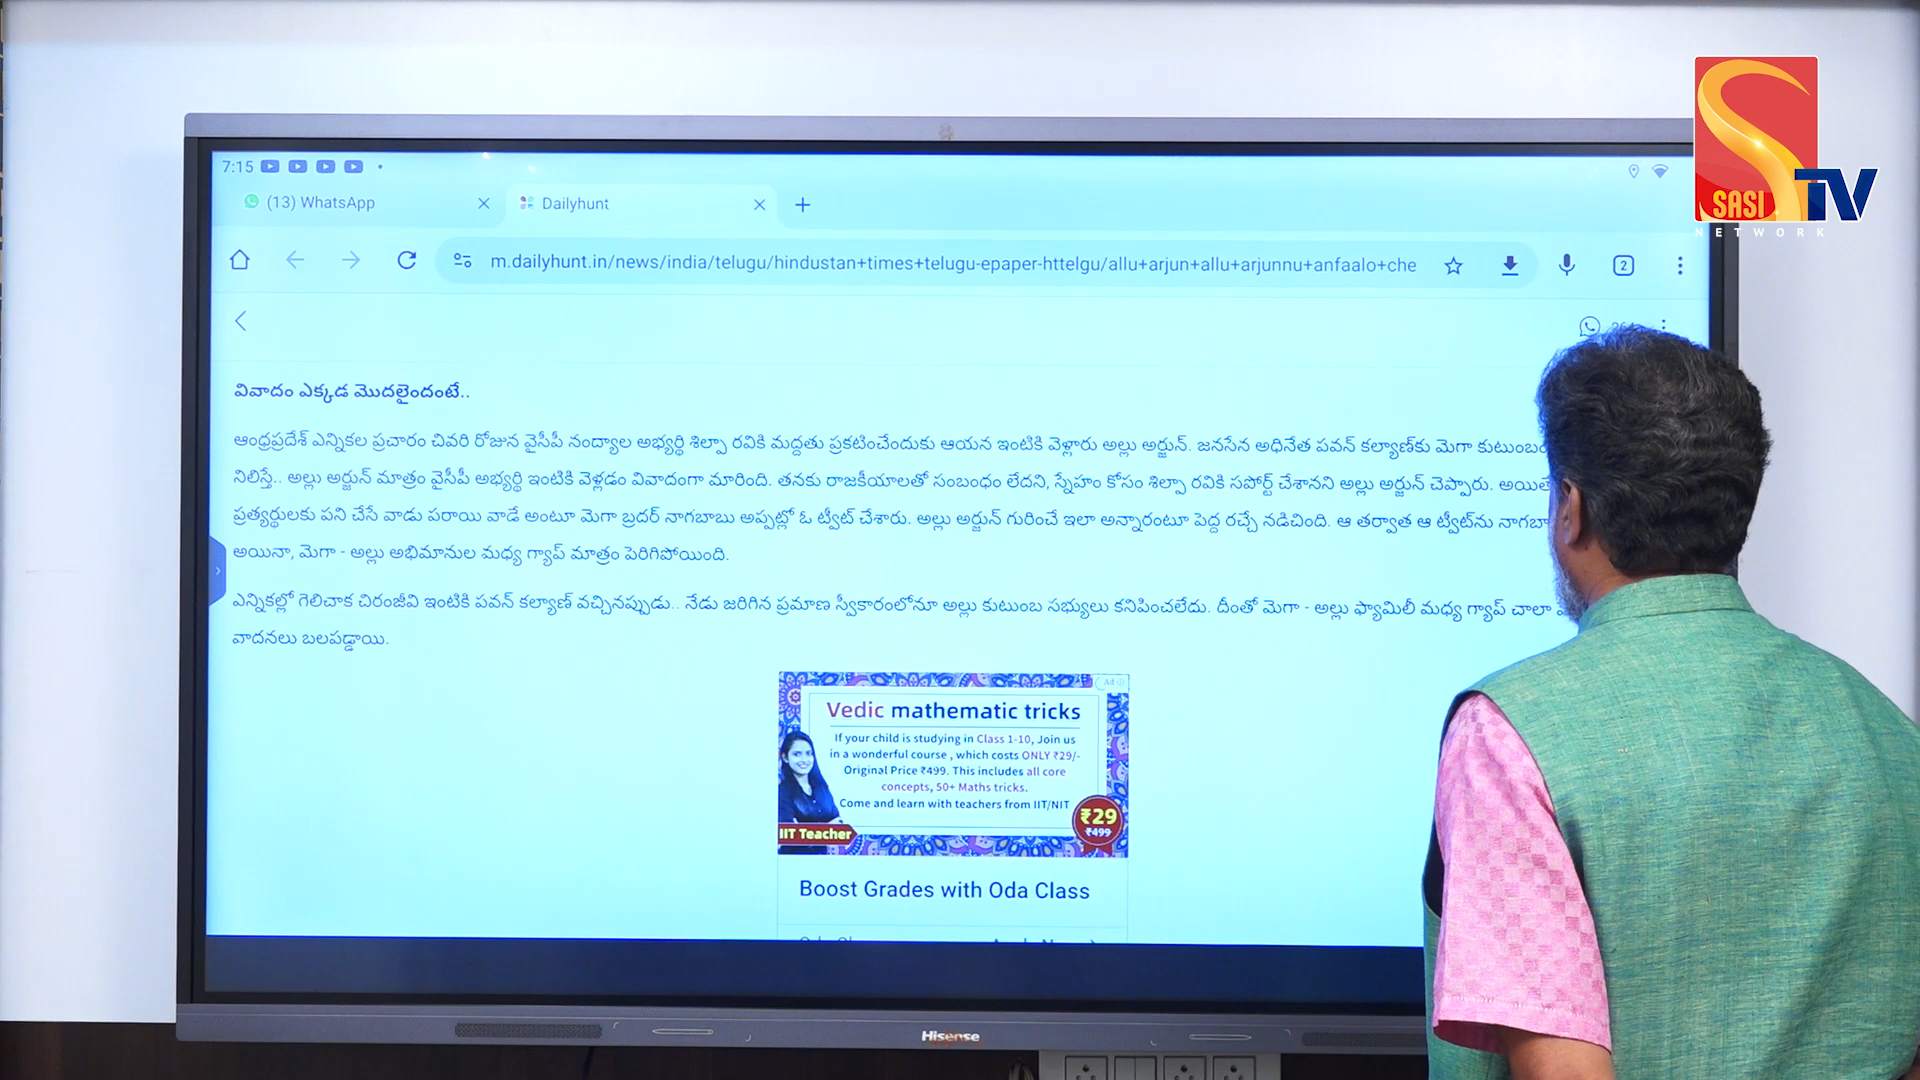 7:15
(13) WhatsApp
Dailyhunt
SASI TV
NETWORK
m.dailyhunt.in/news/india/telugu/hindustan+times+telugu-epaper-httelgu/allu+arjun+allu+arjunnu+anfaalo+che
2
వివాదం ఎక్కడ మొదలైందంటే..
ఆంధ్రప్రదేశ్ ఎన్నికల ప్రచారం చివరి రోజున వైసీపీ నంద్యాల అభ్యర్థి శిల్పా రవికి మద్దతు ప్రకటించేందుకు ఆయన ఇంటికి వెళ్లారు అల్లు అర్జున్. జనసేన అధినేత పవన్ కల్యాణ్‌కు మెగా కుటుంబం
నిలిస్తే.. అల్లు అర్జున్ మాత్రం వైసీపీ అభ్యర్థి ఇంటికి వెళ్లడం వివాదంగా మారింది. తనకు రాజకీయాలతో సంబంధం లేదని, స్నేహం కోసం శిల్పా రవికి సపోర్ట్ చేశానని అల్లు అర్జున్ చెప్పారు.
ప్రత్యర్థులకు పని చేసే వాడు పరాయి వాడే అంటూ మెగా బ్రదర్ నాగబాబు అప్పట్లో ఓ ట్వీట్ చేశారు. అల్లు అర్జున్ గురించే ఇలా అన్నారంటూ పెద్ద రచ్చే నడిచింది. ఆ తర్వాత ఆ ట్వీట్‌ను
అయినా, మెగా - అల్లు అభిమానుల మధ్య గ్యాప్ మాత్రం పెరిగిపోయింది.
ఎన్నికల్లో గెలిచాక చిరంజీవి ఇంటికి పవన్ కల్యాణ్ వచ్చినప్పుడు.. నేడు జరిగిన ప్రమాణ స్వీకారంలోనూ అల్లు కుటుంబ సభ్యులు కనిపించలేదు. దీంతో మెగా - అల్లు ఫ్యామిలీ మధ్య గ్యాప్ చాలా
వాదనలు బలపడ్డాయి.
Ad
Vedic mathematic tricks
If your child is studying in Class 1-10, Join us
in a wonderful course , which costs ONLY ₹29/-
Original Price ₹499. This includes all core
concepts, 50+ Maths tricks.
Come and learn with teachers from IIT/NIT
IIT Teacher
₹29
₹499
Boost Grades with Oda Class
Hisense